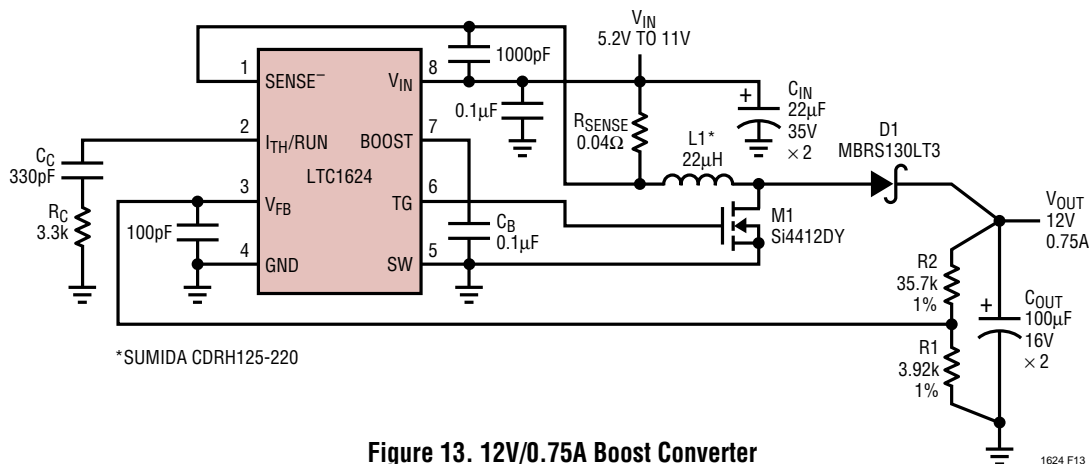 V_IN
5.2V TO 11V
1000pF
1
SENSE⁻
V_IN
8
0.1µF
R_SENSE
0.04Ω
+
C_IN
22µF
35V
× 2
2
I_TH/RUN
BOOST
7
LTC1624
C_C
330pF
L1*
22µH
D1
MBRS130LT3
3
V_FB
TG
6
R_C
3.3k
100pF
C_B
0.1µF
M1
Si4412DY
V_OUT
12V
0.75A
4
GND
SW
5
R2
35.7k
1%
+
C_OUT
100µF
16V
× 2
R1
3.92k
1%
*SUMIDA CDRH125-220
1624 F13
Figure 13. 12V/0.75A Boost Converter